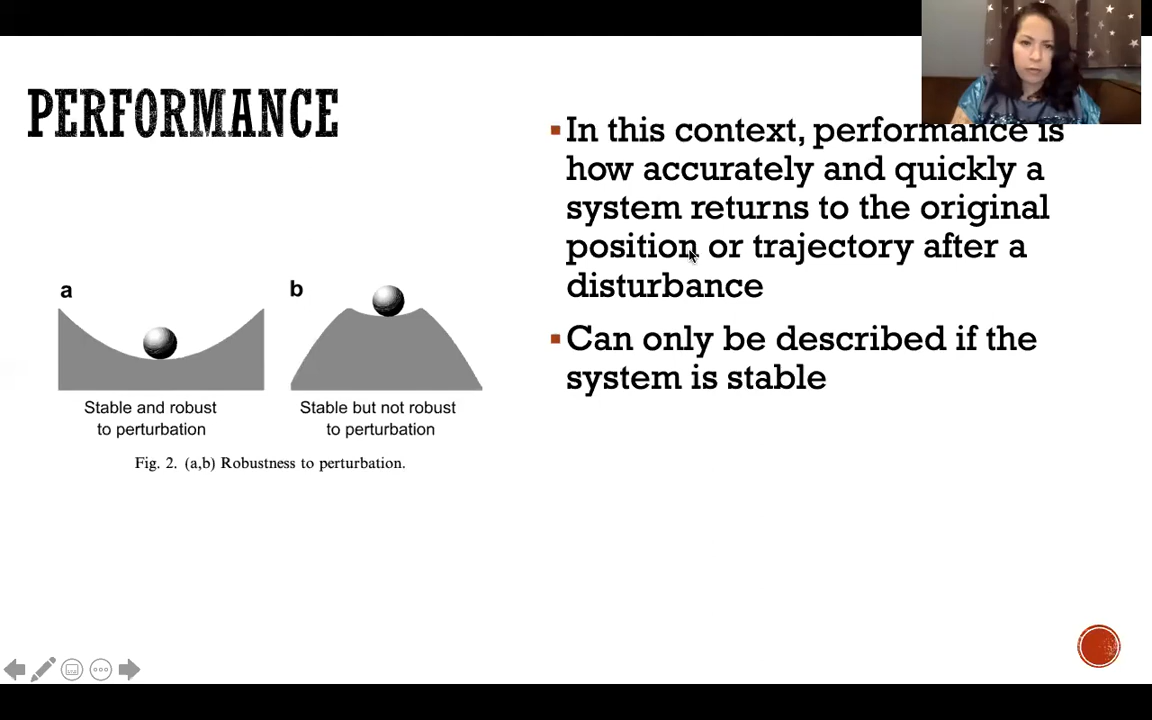 PERFORMANCE
In this context, performance is
how accurately and quickly a
system returns to the original
position or trajectory after a
disturbance
Can only be described if the
system is stable
a
b
Stable and robust
to perturbation
Stable but not robust
to perturbation
Fig. 2. (a,b) Robustness to perturbation.